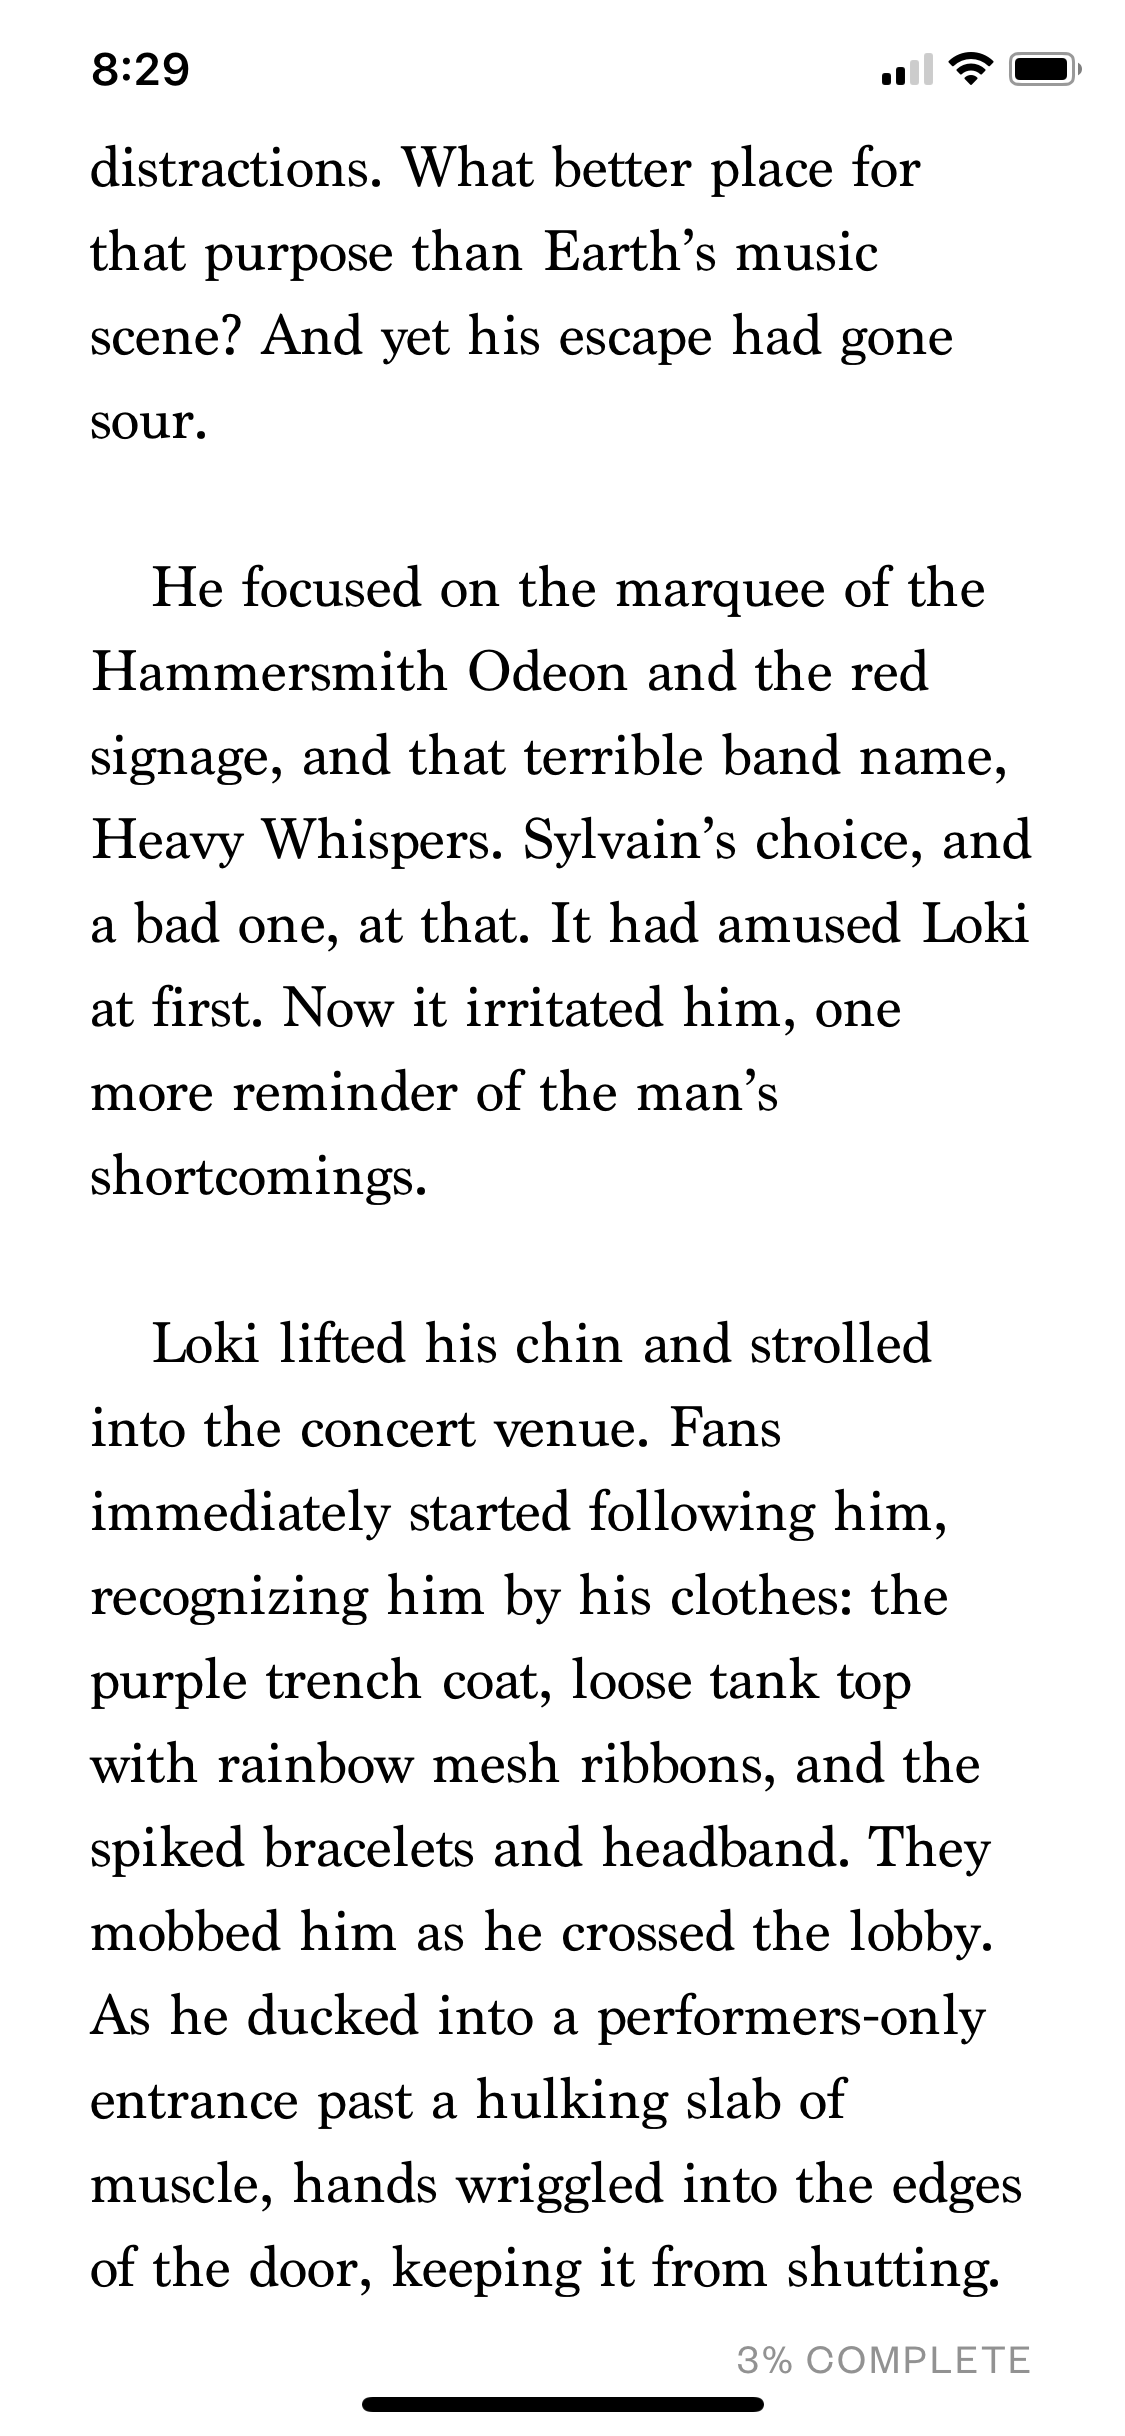 8:29
distractions. What better place for
that purpose than Earth’s music
scene? And yet his escape had gone
sour.
He focused on the marquee of the
Hammersmith Odeon and the red
signage, and that terrible band name,
Heavy Whispers. Sylvain’s choice, and
a bad one, at that. It had amused Loki
at first. Now it irritated him, one
more reminder of the man’s
shortcomings.
Loki lifted his chin and strolled
into the concert venue. Fans
immediately started following him,
recognizing him by his clothes: the
purple trench coat, loose tank top
with rainbow mesh ribbons, and the
spiked bracelets and headband. They
mobbed him as he crossed the lobby.
As he ducked into a performers-only
entrance past a hulking slab of
muscle, hands wriggled into the edges
of the door, keeping it from shutting.
3% COMPLETE